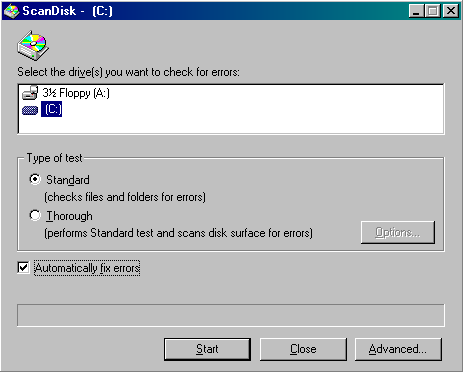 ScanDisk - (C:)
Select the drive(s) you want to check for errors:
3½ Floppy (A:)
(C:)
Type of test
Standard
(checks files and folders for errors)
Thorough
(performs Standard test and scans disk surface for errors)
Options...
Automatically fix errors
Start
Close
Advanced...